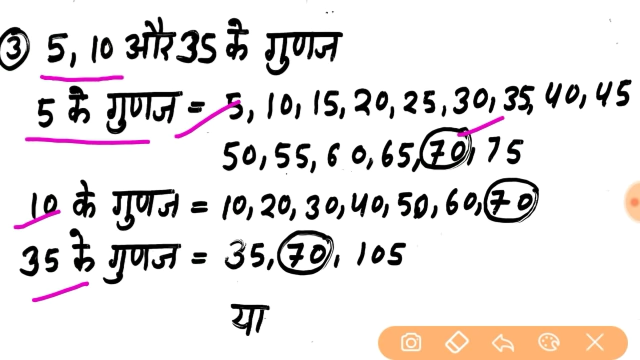 ③ 5, 10 और 35 के गुणज
5 के गुणज = 5, 10, 15, 20, 25, 30, 35, 40, 45
50, 55, 60, 65, 70, 75
10 के गुणज = 10, 20, 30, 40, 50, 60, 70
35 के गुणज = 35, 70, 105
या